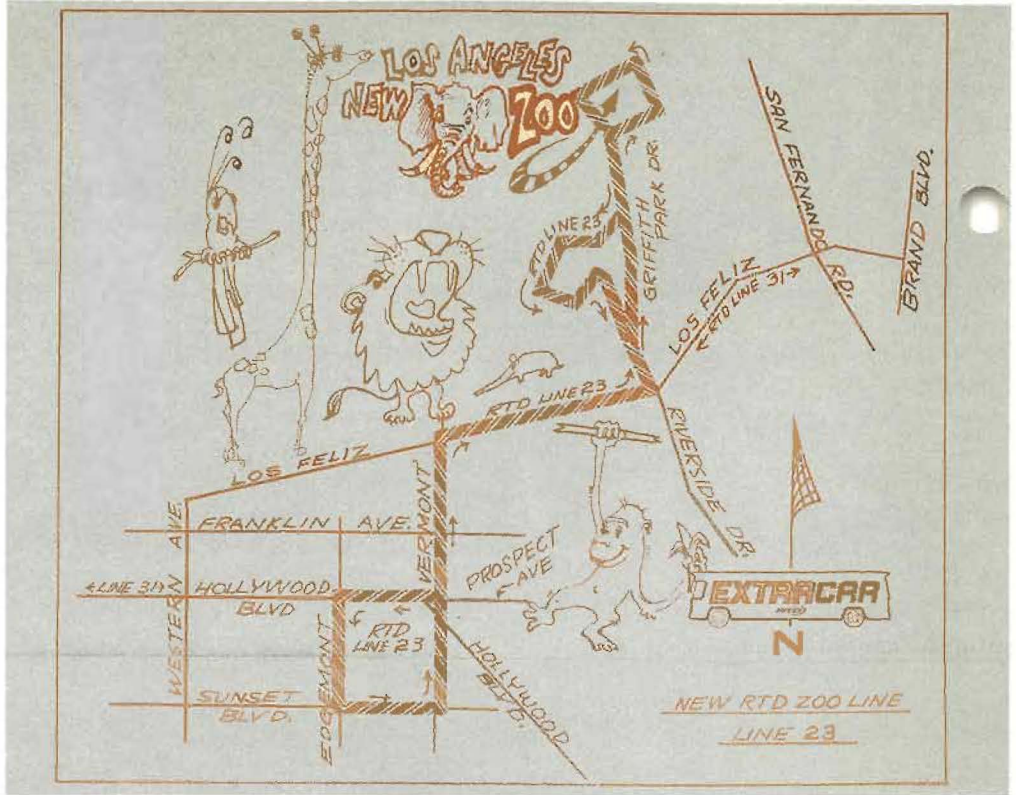 LOS ANGELES
NEW ZOO
SAN FERNANDO RD.
BRAND BLVD.
GRIFFITH
PARK DR.
RTD LINE 23
LOS FELIZ
RTD LINE 31
RTD LINE 23
LOS FELIZ
RIVERSIDE DR.
VERMONT
FRANKLIN AVE.
WESTERN AVE.
PROSPECT
AVE
LINE 31
HOLLYWOOD
BLVD
EXTRACAR
RTD
LINE 23
EDGEMONT
HOLLYWOOD
BLVD.
N
SUNSET
BLVD.
NEW RTD ZOO LINE
LINE 23